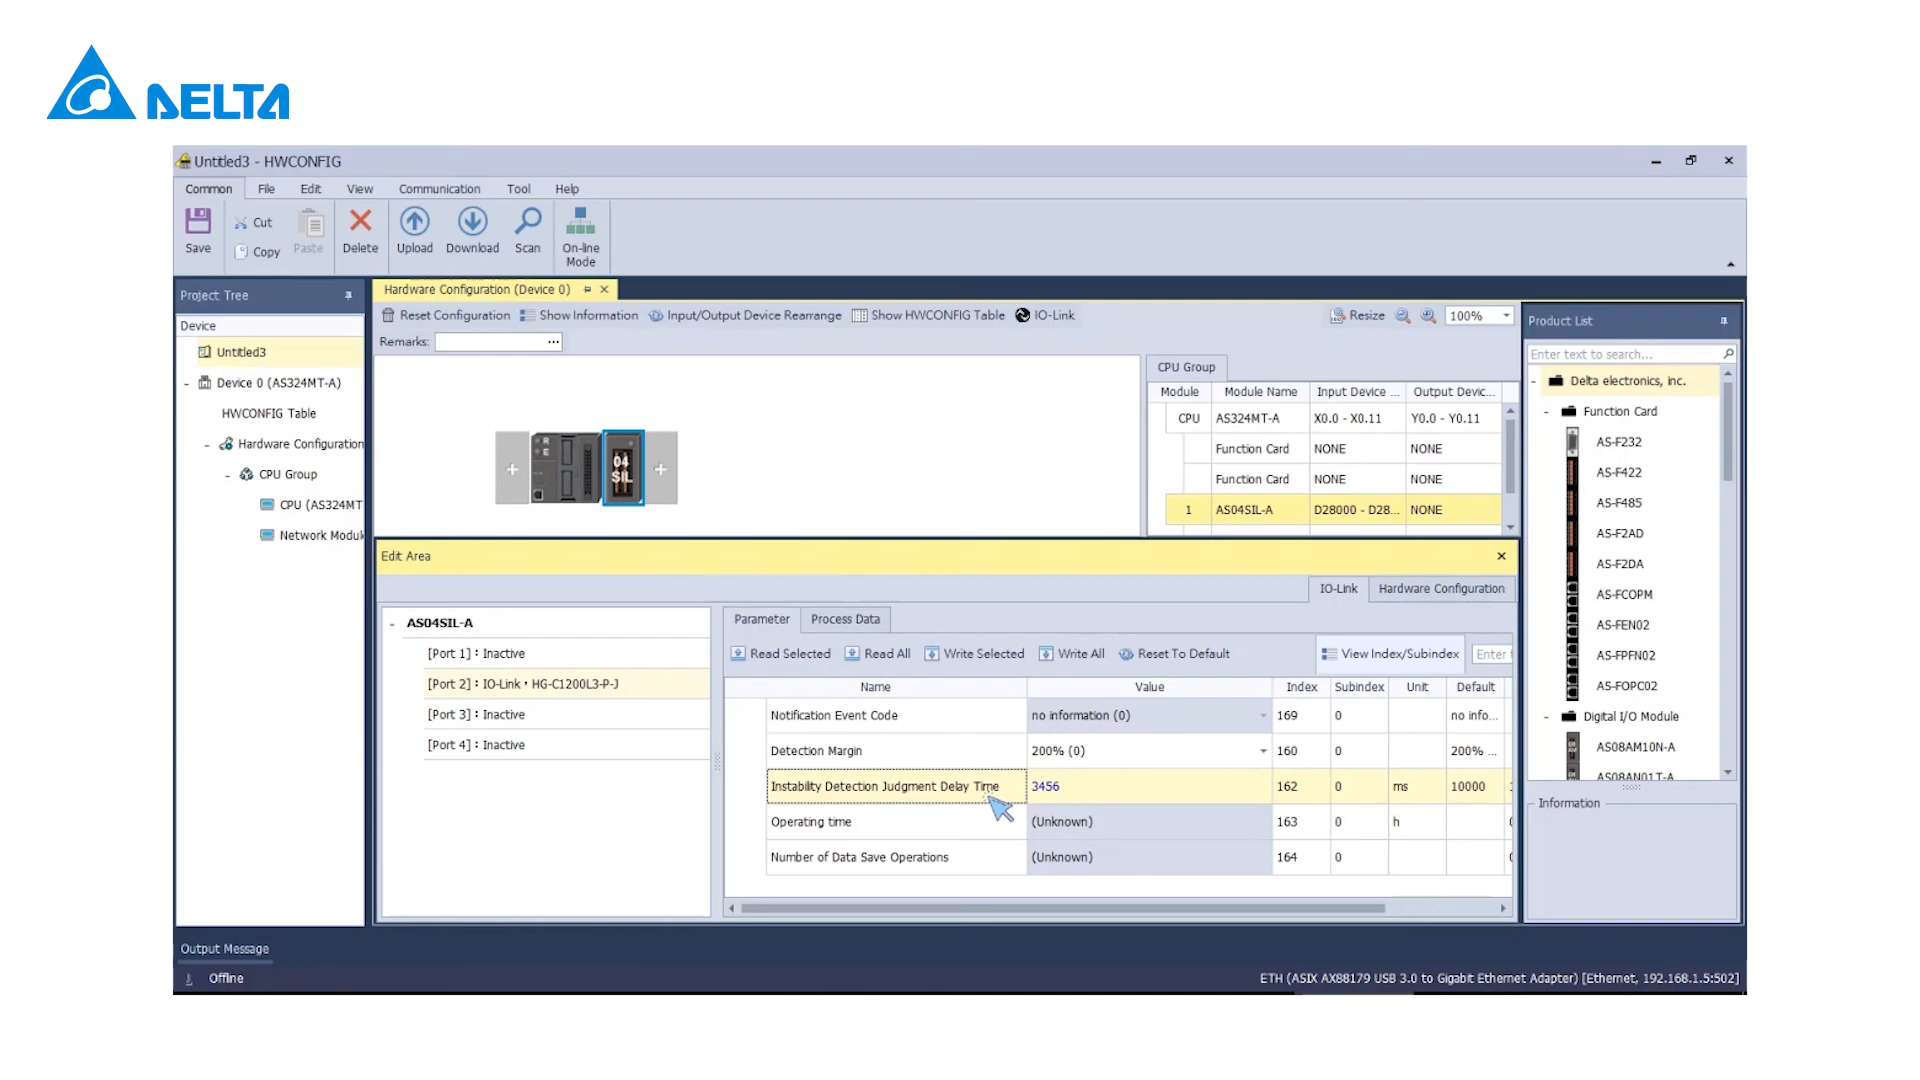 DELTA
Untitled3 - HWCONFIG
Common File Edit View Communication Tool Help
Save Cut Copy Paste Delete Upload Download Scan On-line Mode
Project Tree
Device
Untitled3
Device 0 (AS324MT-A)
HWCONFIG Table
Hardware Configuration
CPU Group
CPU (AS324MT
Network Modul
Hardware Configuration (Device 0)
Reset Configuration Show Information Input/Output Device Rearrange Show HWCONFIG Table IO-Link Resize 100%
Remarks: ...
R
E
04
SIL
CPU Group
Module Module Name Input Device ... Output Devic...
CPU AS324MT-A X0.0 - X0.11 Y0.0 - Y0.11
Function Card NONE NONE
Function Card NONE NONE
1 AS04SIL-A D28000 - D28... NONE
Edit Area
IO-Link Hardware Configuration
AS04SIL-A
[Port 1] : Inactive
[Port 2] : IO-Link・HG-C1200L3-P-J
[Port 3] : Inactive
[Port 4] : Inactive
Parameter Process Data
Read Selected Read All Write Selected Write All Reset To Default View Index/Subindex Enter
Name Value Index Subindex Unit Default
Notification Event Code no information (0) 169 0 no info...
Detection Margin 200% (0) 160 0 200% ...
Instability Detection Judgment Delay Time 3456 162 0 ms 10000
Operating time (Unknown) 163 0 h
Number of Data Save Operations (Unknown) 164 0
Product List
Enter text to search...
Delta electronics, inc.
Function Card
AS-F232
AS-F422
AS-F485
AS-F2AD
AS-F2DA
AS-FCOPM
AS-FEN02
AS-FPFN02
AS-FOPC02
Digital I/O Module
AS08AM10N-A
AS08AN01T-A
Information
Output Message
Offline
ETH (ASIX AX88179 USB 3.0 to Gigabit Ethernet Adapter) [Ethernet, 192.168.1.5:502]